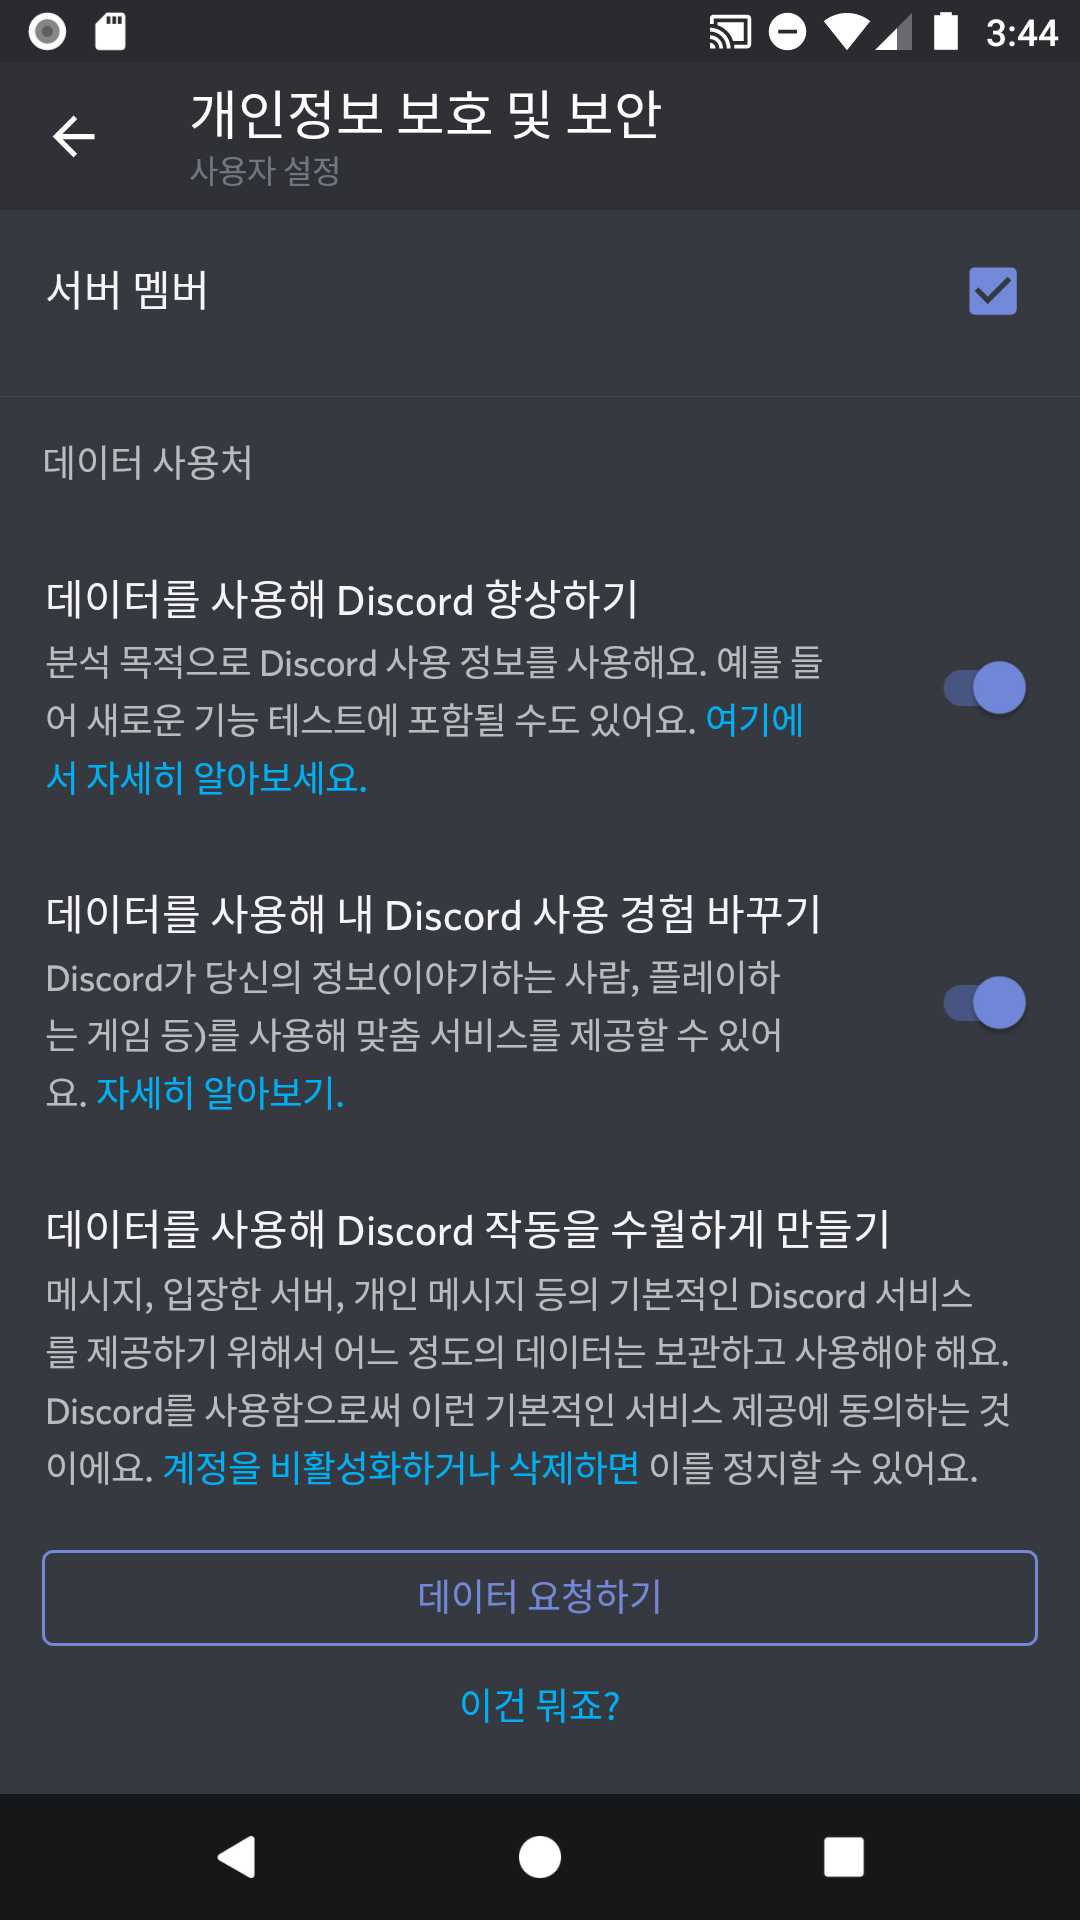 3:44
개인정보 보호 및 보안
사용자 설정
서버 멤버
데이터 사용처
데이터를 사용해 Discord 향상하기
분석 목적으로 Discord 사용 정보를 사용해요. 예를 들
어 새로운 기능 테스트에 포함될 수도 있어요. 여기에
서 자세히 알아보세요.
데이터를 사용해 내 Discord 사용 경험 바꾸기
Discord가 당신의 정보(이야기하는 사람, 플레이하
는 게임 등)를 사용해 맞춤 서비스를 제공할 수 있어
요. 자세히 알아보기.
데이터를 사용해 Discord 작동을 수월하게 만들기
메시지, 입장한 서버, 개인 메시지 등의 기본적인 Discord 서비스
를 제공하기 위해서 어느 정도의 데이터는 보관하고 사용해야 해요.
Discord를 사용함으로써 이런 기본적인 서비스 제공에 동의하는 것
이에요. 계정을 비활성화하거나 삭제하면 이를 정지할 수 있어요.
데이터 요청하기
이건 뭐죠?